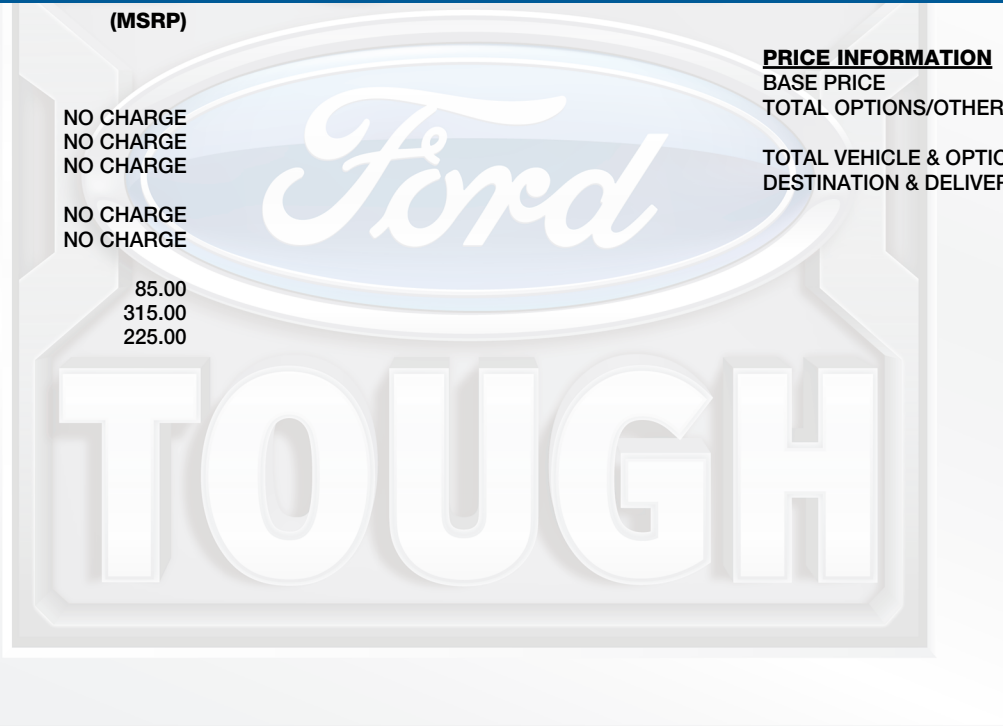 (MSRP)
NO CHARGE
NO CHARGE
NO CHARGE
NO CHARGE
NO CHARGE
85.00
315.00
225.00
PRICE INFORMATION
BASE PRICE
TOTAL OPTIONS/OTHER
TOTAL VEHICLE & OPTIO
DESTINATION & DELIVER
Ford
TOUGH